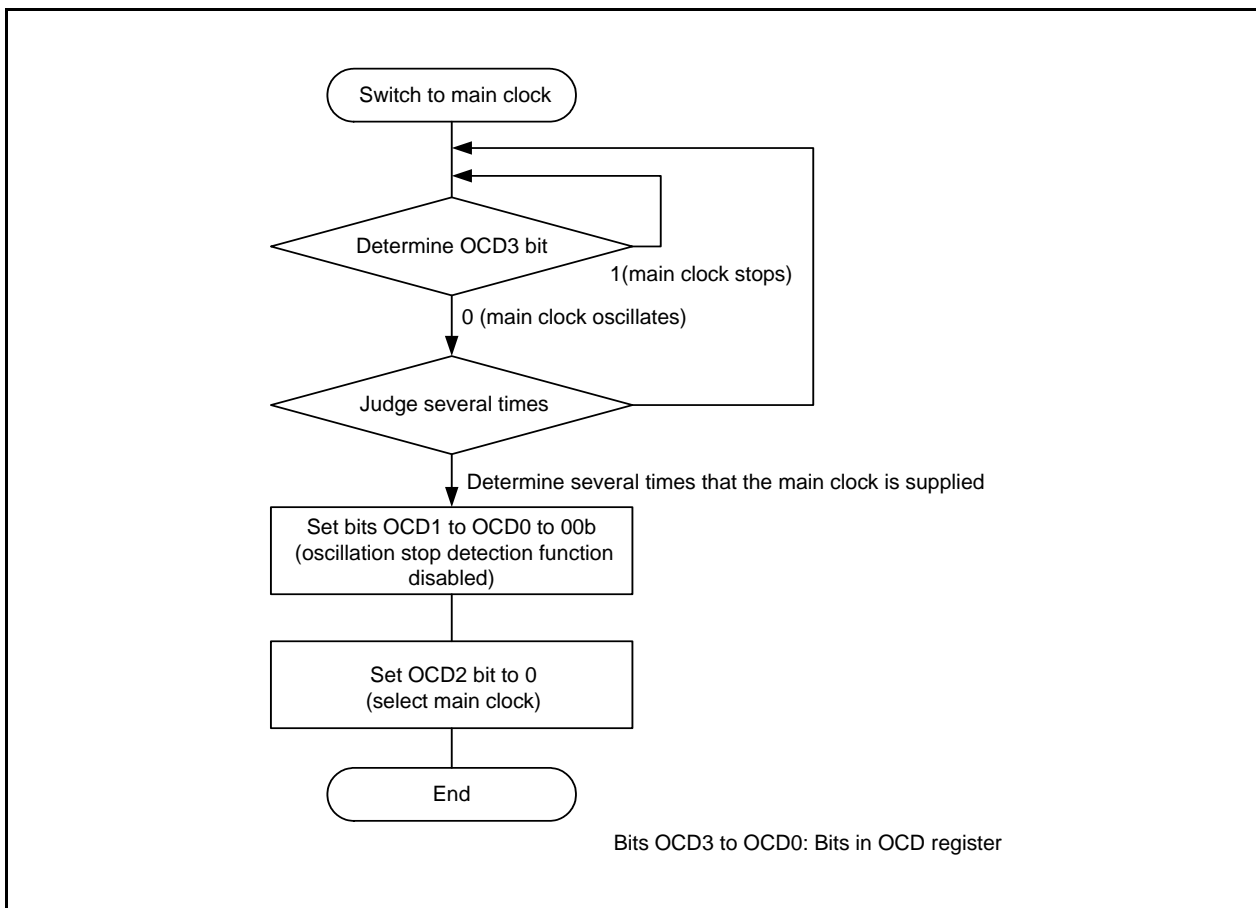 Switch to main clock
Determine OCD3 bit
1(main clock stops)
0 (main clock oscillates)
Judge several times
Determine several times that the main clock is supplied
Set bits OCD1 to OCD0 to 00b
(oscillation stop detection function
disabled)
Set OCD2 bit to 0
(select main clock)
End
Bits OCD3 to OCD0: Bits in OCD register